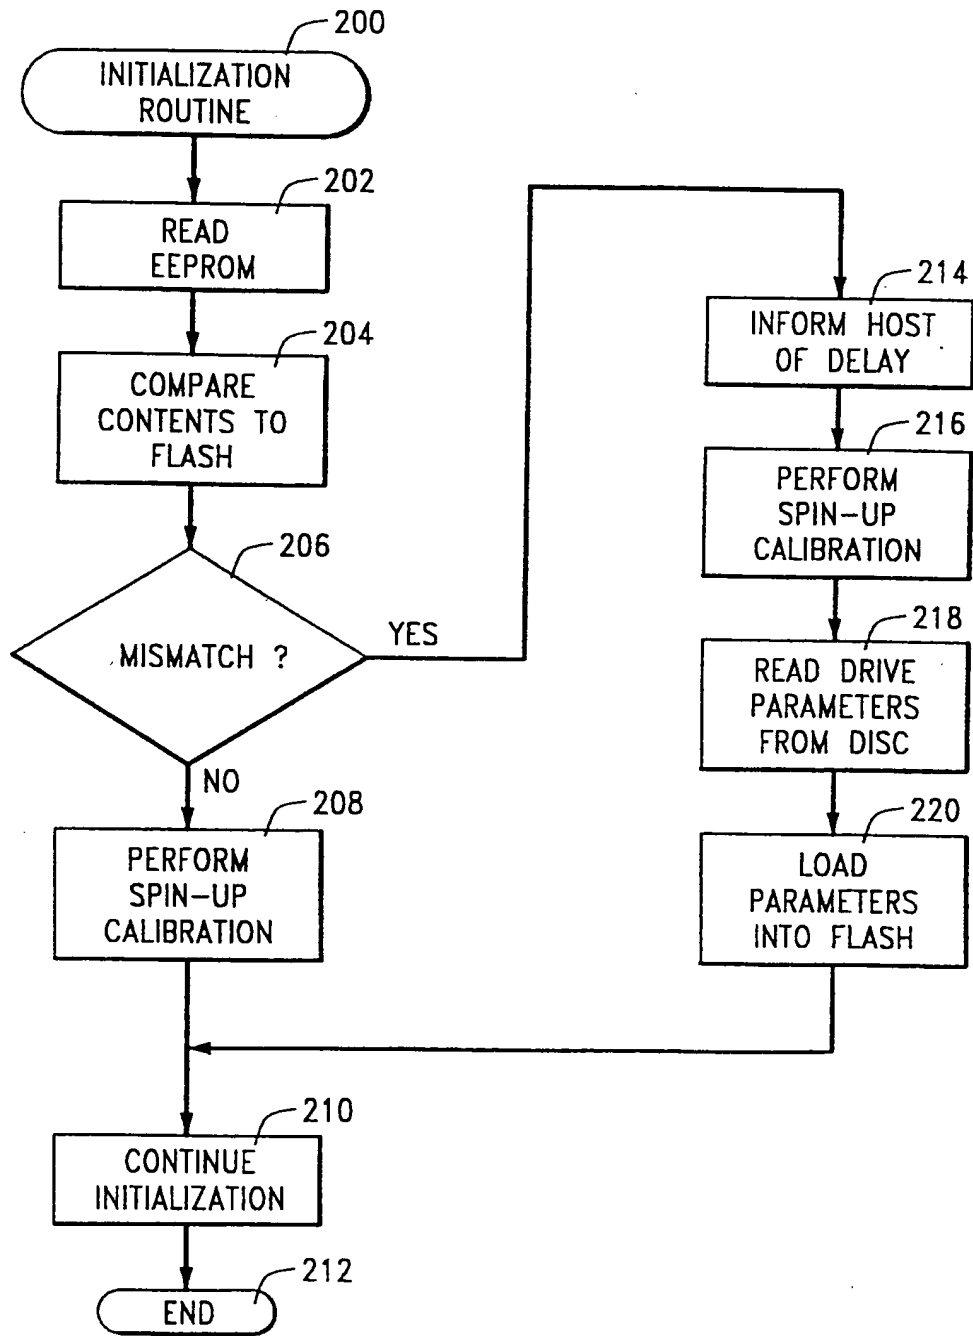 200
INITIALIZATION
ROUTINE
202
READ
EEPROM
204
COMPARE
CONTENTS TO
FLASH
206
MISMATCH ?
YES
NO
208
PERFORM
SPIN-UP
CALIBRATION
214
INFORM HOST
OF DELAY
216
PERFORM
SPIN-UP
CALIBRATION
218
READ DRIVE
PARAMETERS
FROM DISC
220
LOAD
PARAMETERS
INTO FLASH
210
CONTINUE
INITIALIZATION
212
END